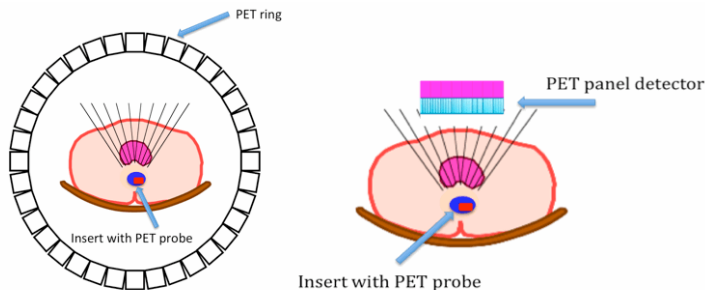 PET ring
PET panel detector
Insert with PET probe
Insert with PET probe